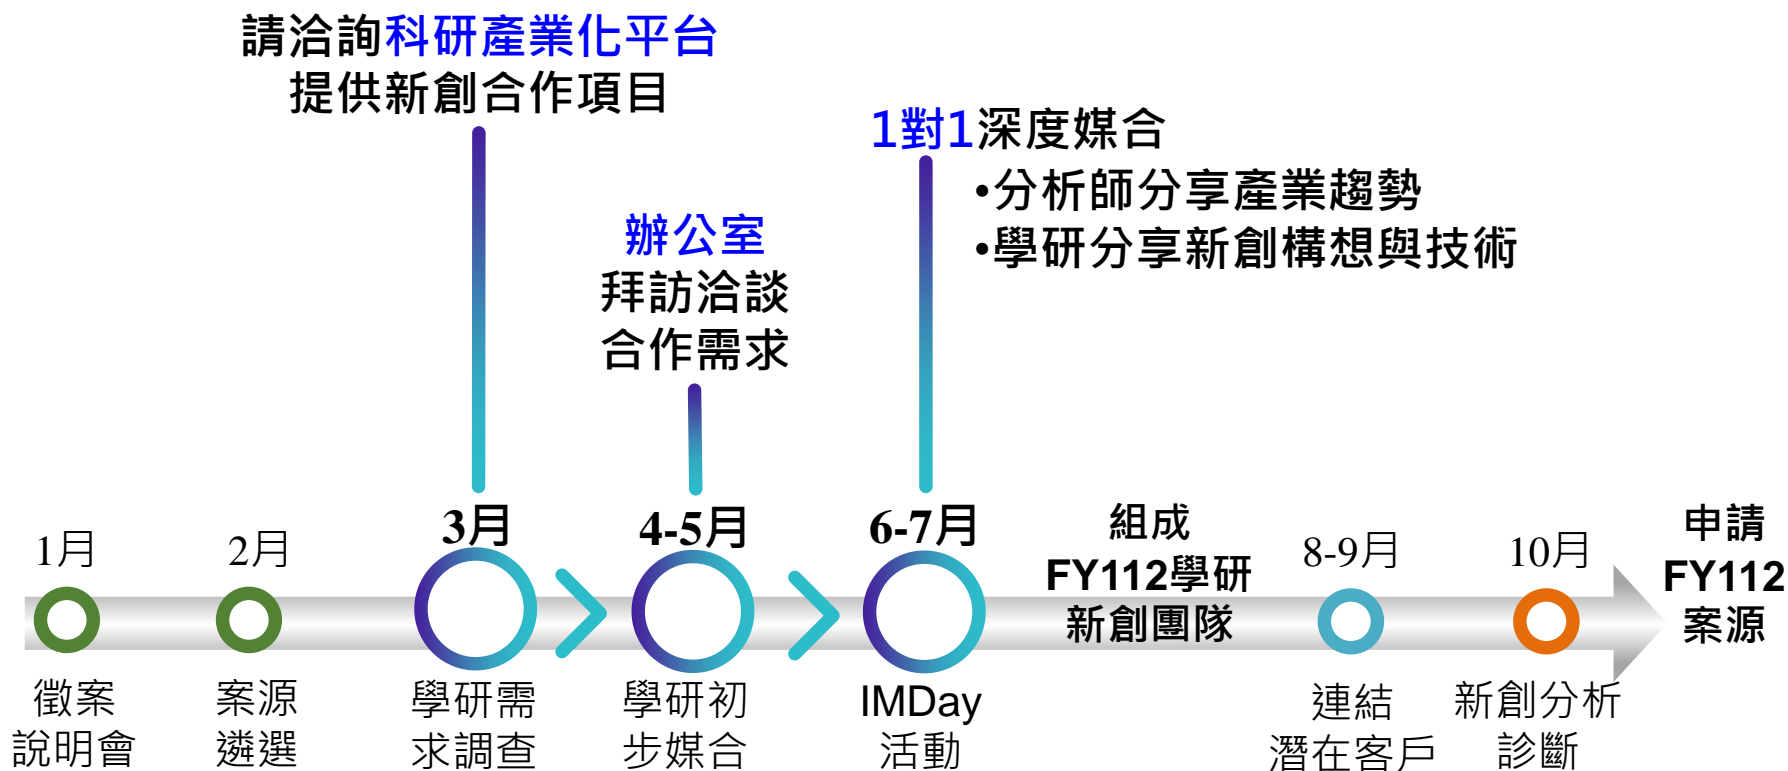 請洽詢科研產業化平台
提供新創合作項目
1對1深度媒合
•分析師分享產業趨勢
•學研分享新創構想與技術
辦公室
拜訪洽談
合作需求
1月
2月
3月
4-5月
6-7月
組成
FY112學研
新創團隊
8-9月
10月
申請
FY112
案源
徵案
說明會
案源
遴選
學研需
求調查
學研初
步媒合
IMDay
活動
連結
潛在客戶
新創分析
診斷